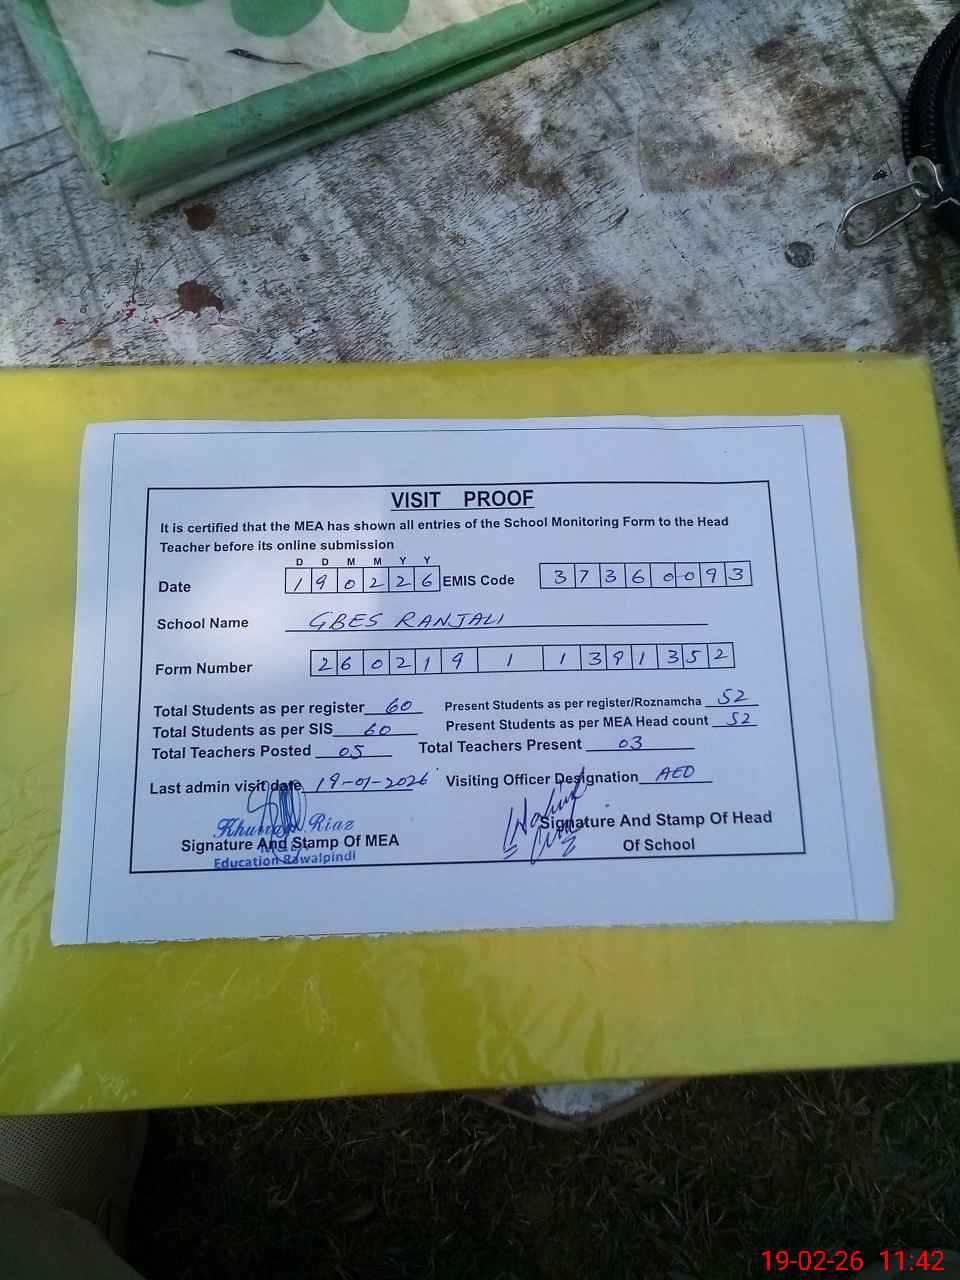 VISIT PROOF
It is certified that the MEA has shown all entries of the School Monitoring Form to the Head
Teacher before its online submission
D D M M Y Y
Date 1 9 0 2 2 6 EMIS Code 3 7 3 6 0 0 9 3
School Name GBES RANJALI
Form Number 2 6 0 2 1 9 1 1 3 9 1 3 5 2
Total Students as per register 60 Present Students as per register/Roznamcha 52
Total Students as per SIS 60 Present Students as per MEA Head count 52
Total Teachers Posted 05 Total Teachers Present 03
Last admin visit date 19-01-2026 Visiting Officer Designation AEO
Riaz
Signature And Stamp Of MEA
Education Rawalpindi
Signature And Stamp Of Head
Of School
19-02-26 11:42